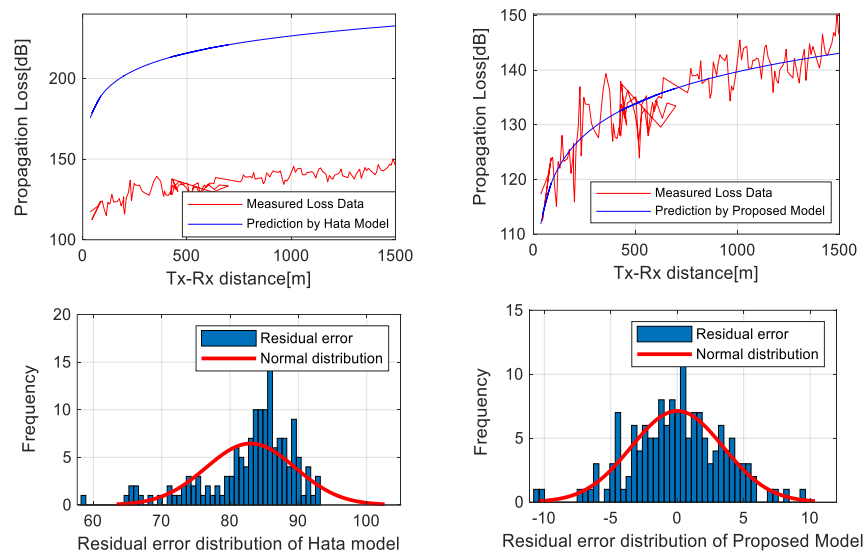 Propagation Loss[dB]
200
150
100
0
500
1000
1500
Tx-Rx distance[m]
Measured Loss Data
Prediction by Hata Model
Propagation Loss[dB]
150
140
130
120
110
0
500
1000
1500
Tx-Rx distance[m]
Measured Loss Data
Prediction by Proposed Model
Frequency
20
15
10
5
0
60
70
80
90
100
Residual error distribution of Hata model
Residual error
Normal distribution
Frequency
15
10
5
0
-10
-5
0
5
10
Residual error distribution of Proposed Model
Residual error
Normal distribution